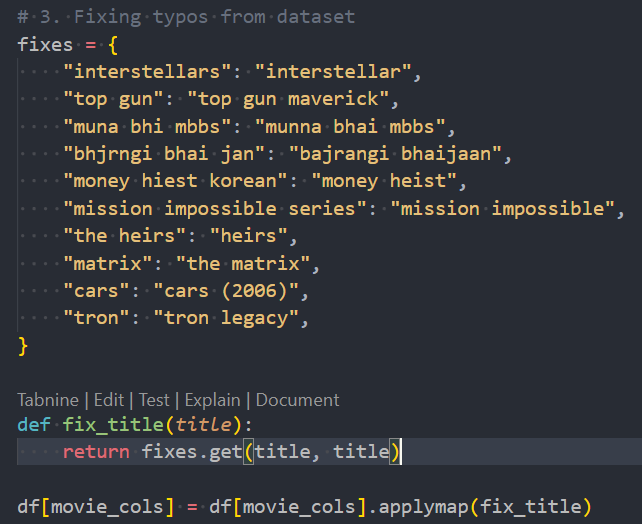 # 3. Fixing typos from dataset
fixes = {
    "interstellars": "interstellar",
    "top gun": "top gun maverick",
    "muna bhi mbbs": "munna bhai mbbs",
    "bhjrngi bhai jan": "bajrangi bhaijaan",
    "money hiest korean": "money heist",
    "mission impossible series": "mission impossible",
    "the heirs": "heirs",
    "matrix": "the matrix",
    "cars": "cars (2006)",
    "tron": "tron legacy",
}
Tabnine | Edit | Test | Explain | Document
def fix_title(title):
    return fixes.get(title, title)
df[movie_cols] = df[movie_cols].applymap(fix_title)